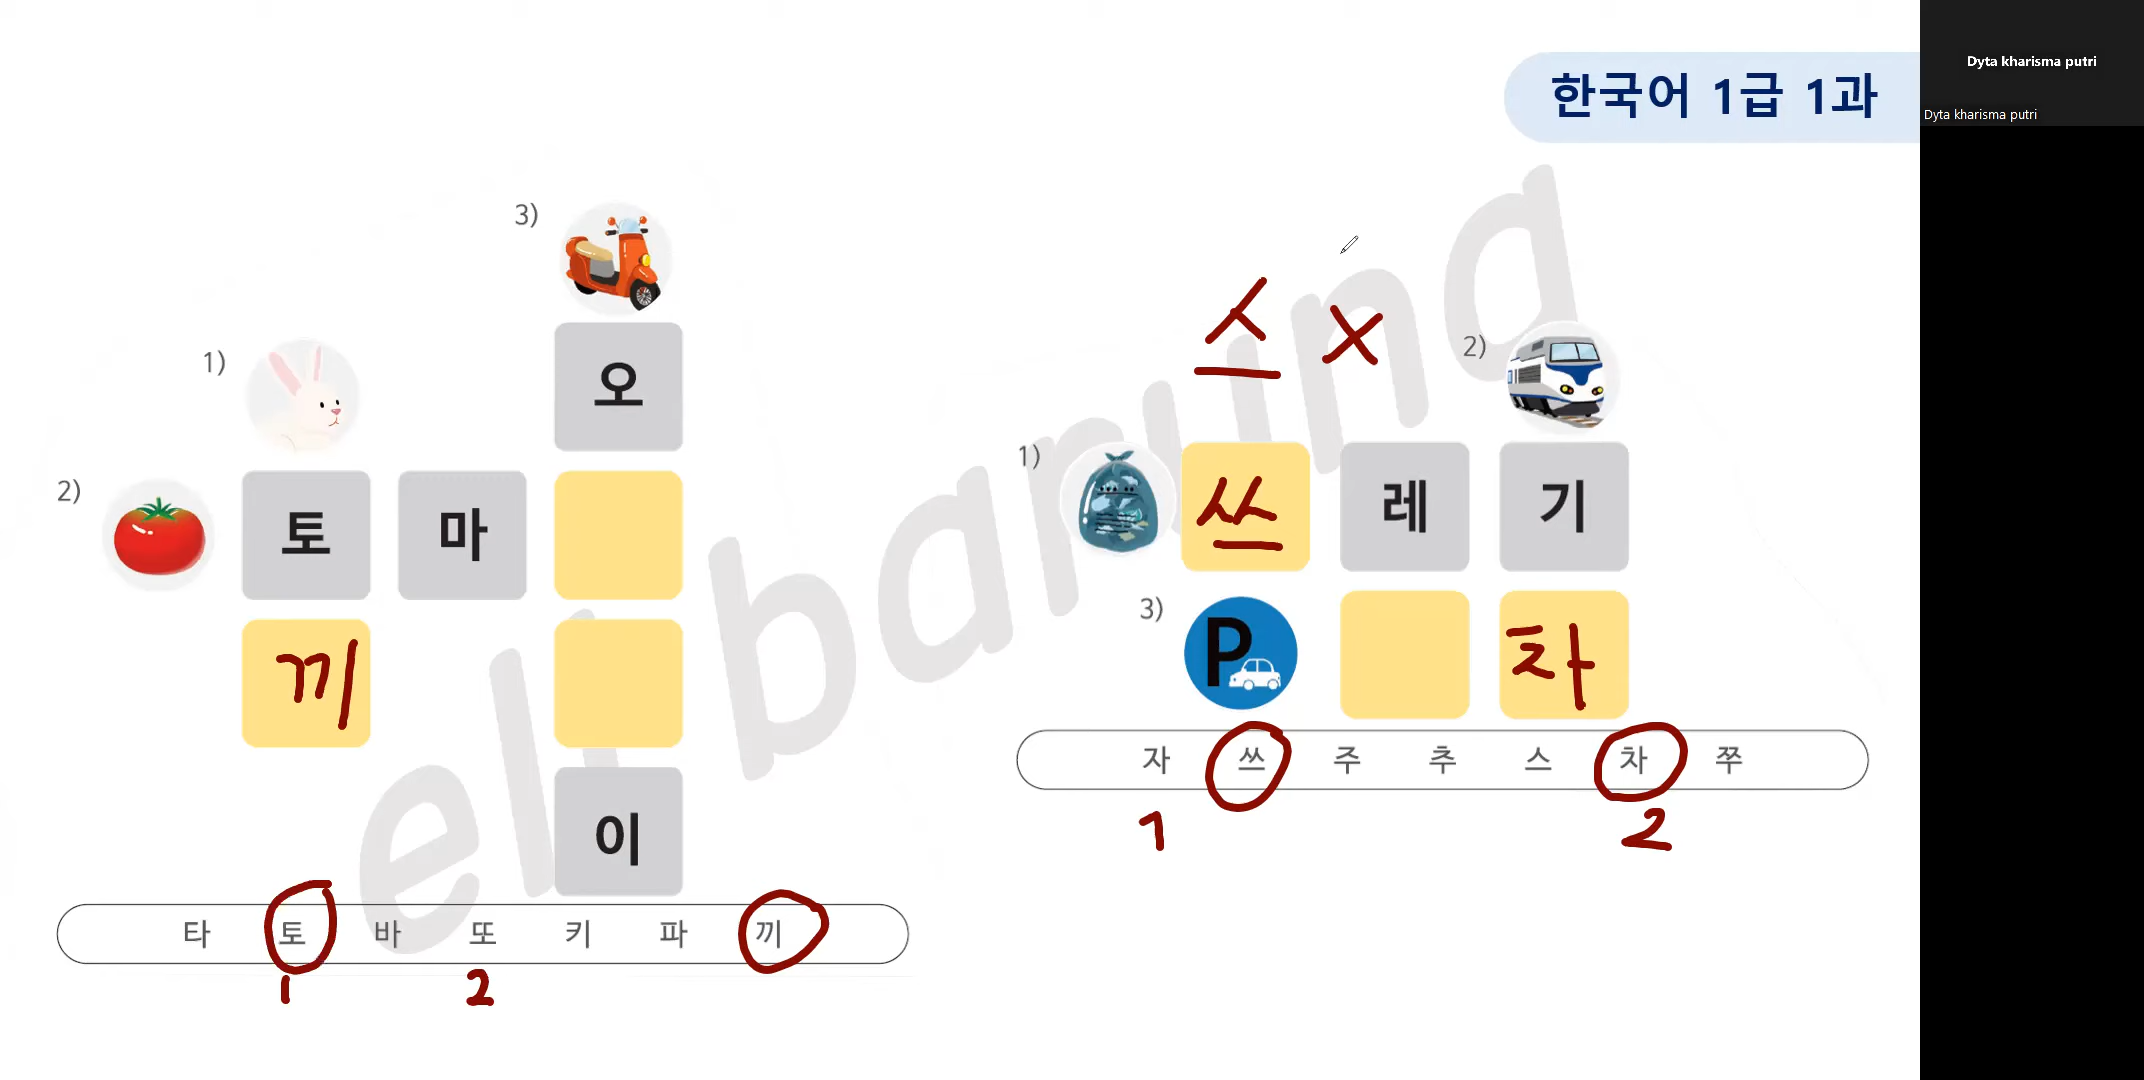 한국어 1급 1과
Dyta kharisma putri
Dyta kharisma putri
3)
1)
오
2)
토 마
끼
이
타 토 바 또 키 파 끼
1 2
스 X
2)
1)
쓰 레 기
3)
P
차
자 쓰 주 추 스 차 쭈
1 2
el baruna